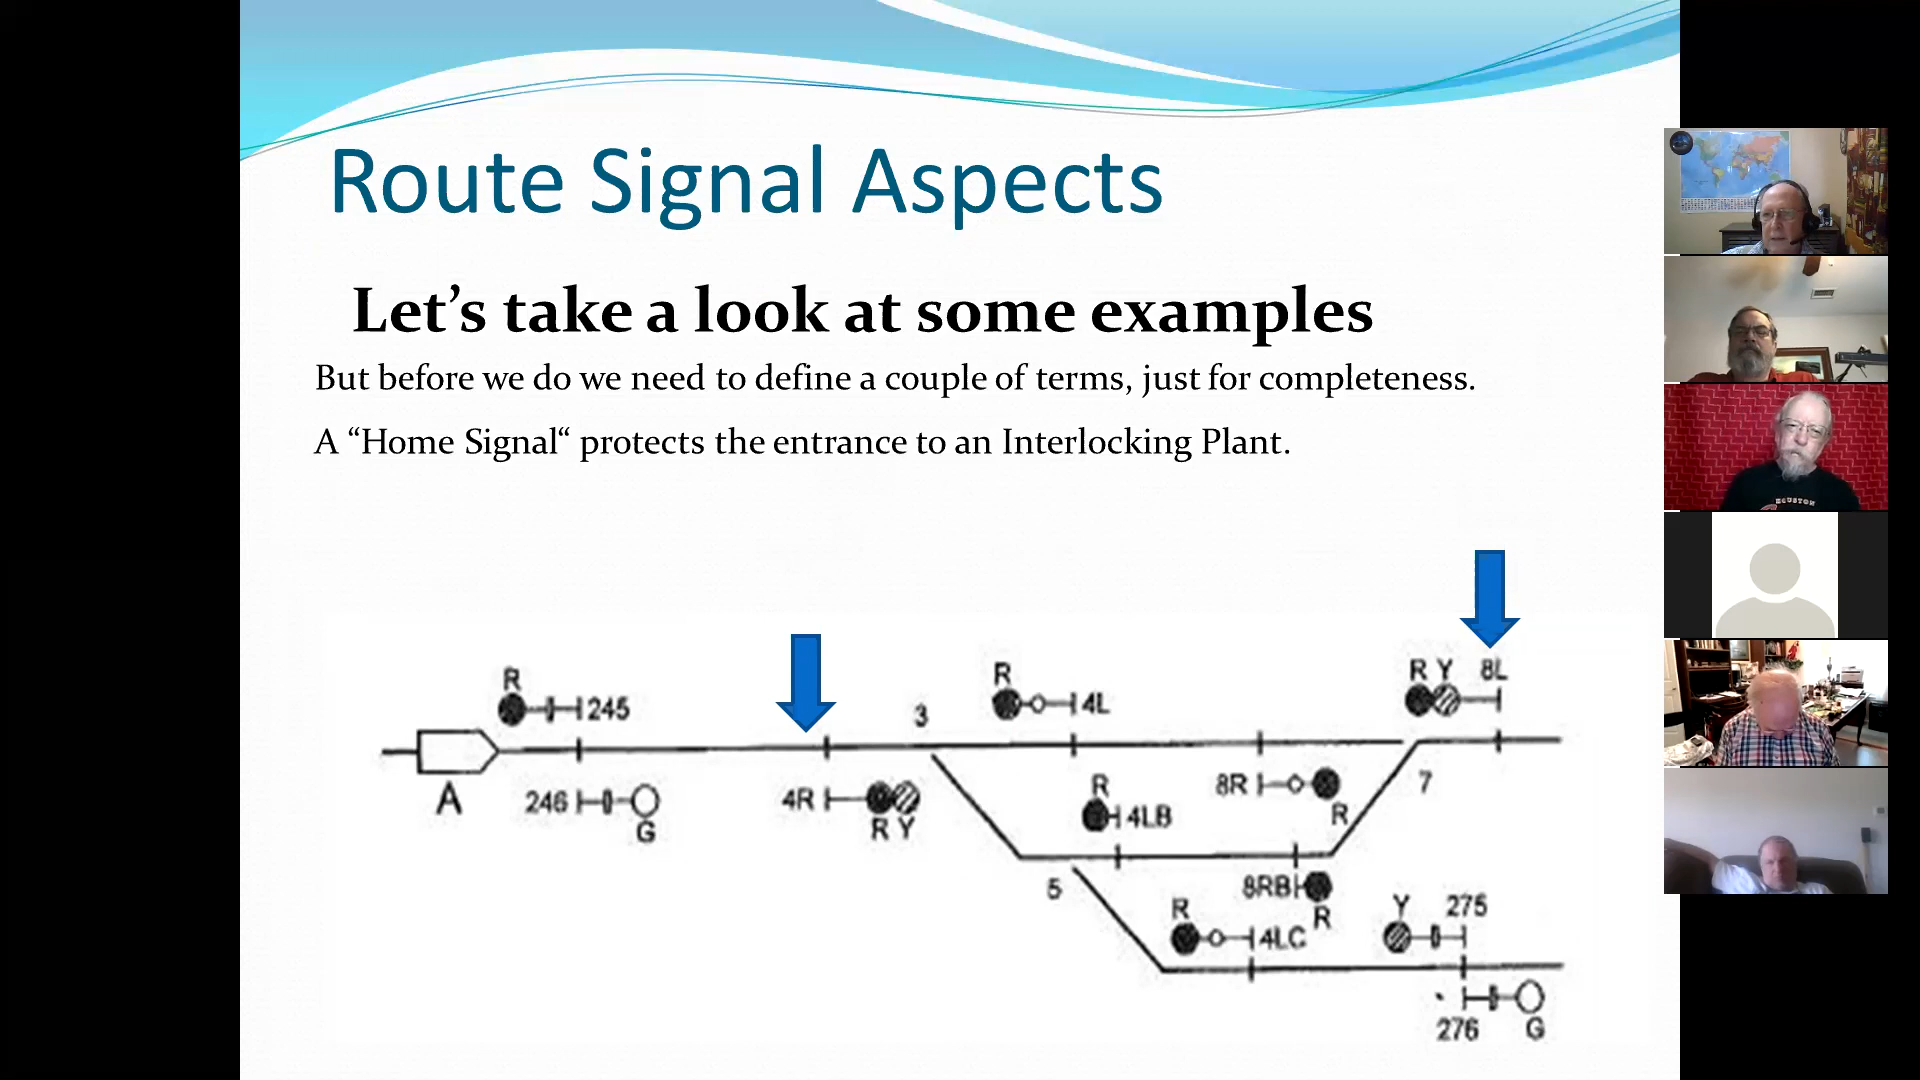 Route Signal Aspects
Let’s take a look at some examples
But before we do we need to define a couple of terms, just for completeness.
A “Home Signal“ protects the entrance to an Interlocking Plant.
R
245
A
246
G
4R
R Y
3
R
4L
R Y 8L
8R
R
7
R
4LB
5
8RB
R
R
4LC
Y 275
276
G
HOUSTON